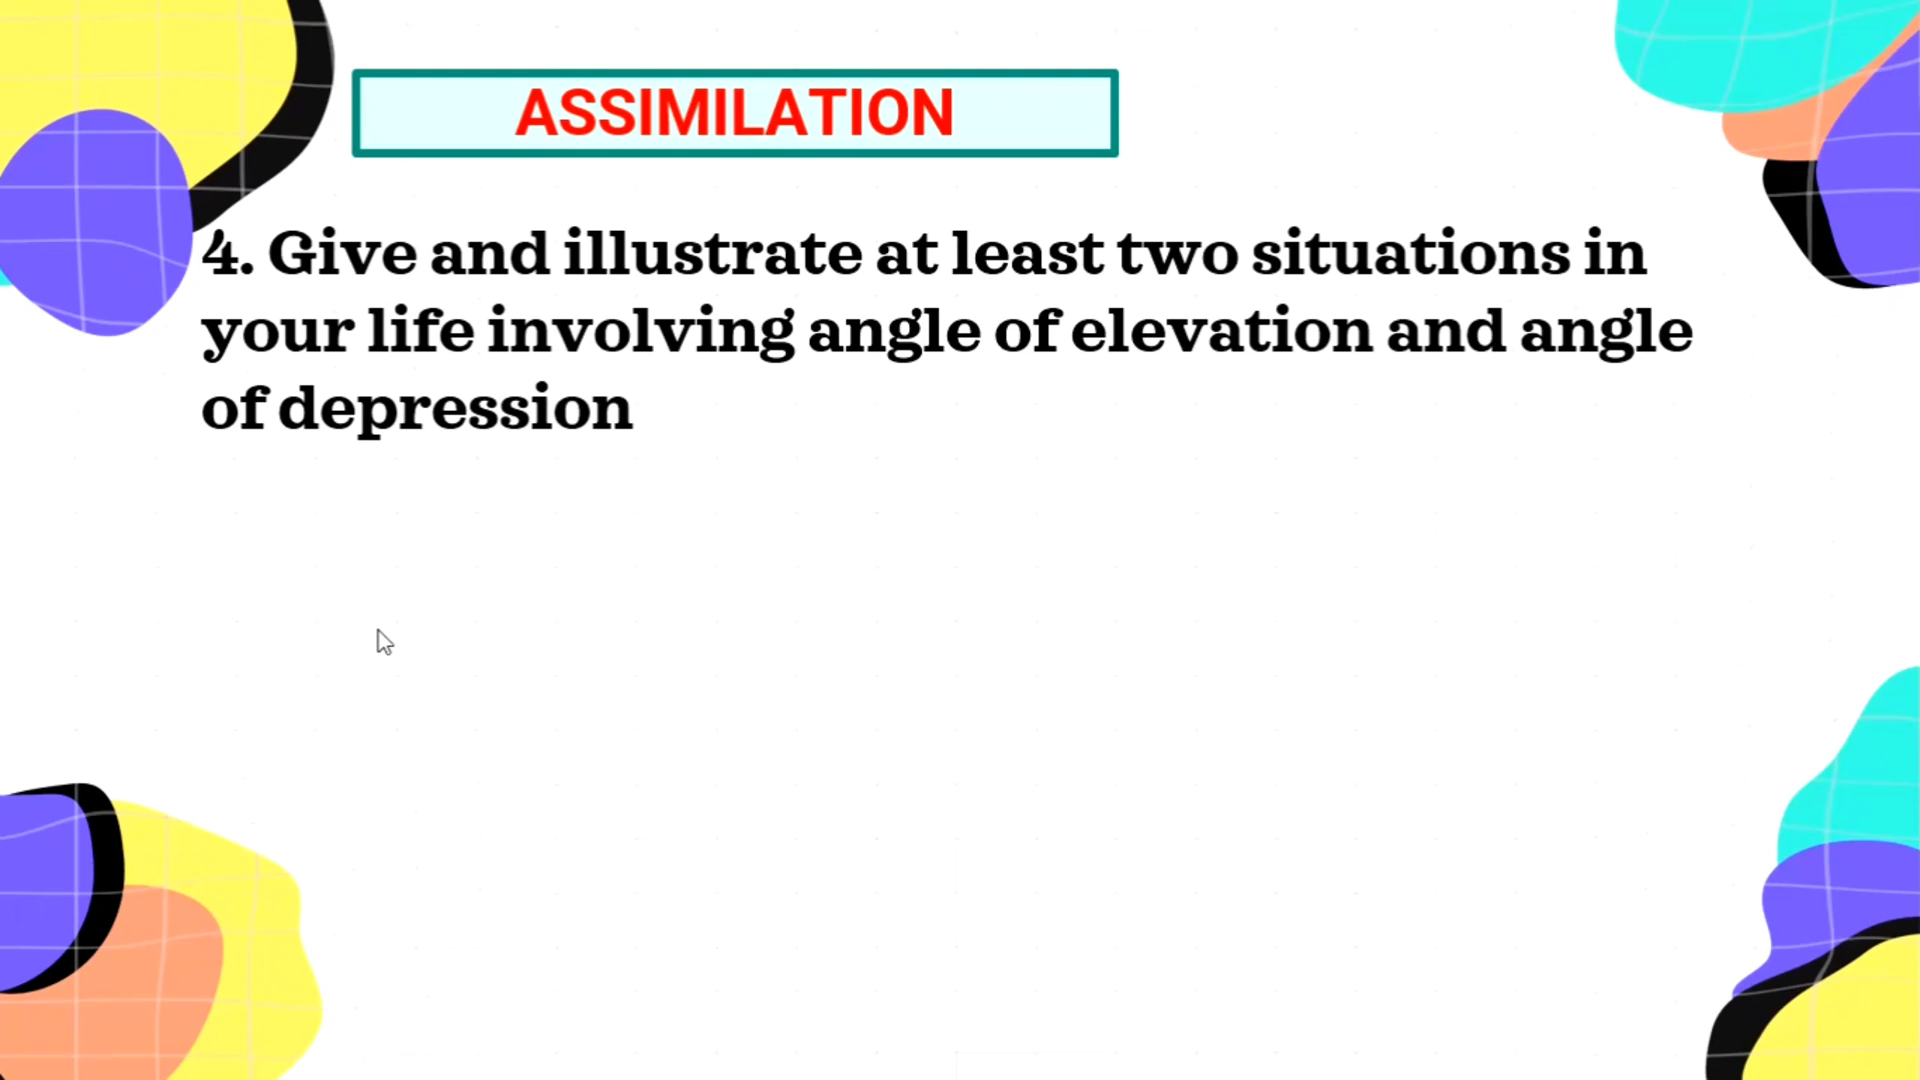 ASSIMILATION
4. Give and illustrate at least two situations in
your life involving angle of elevation and angle
of depression